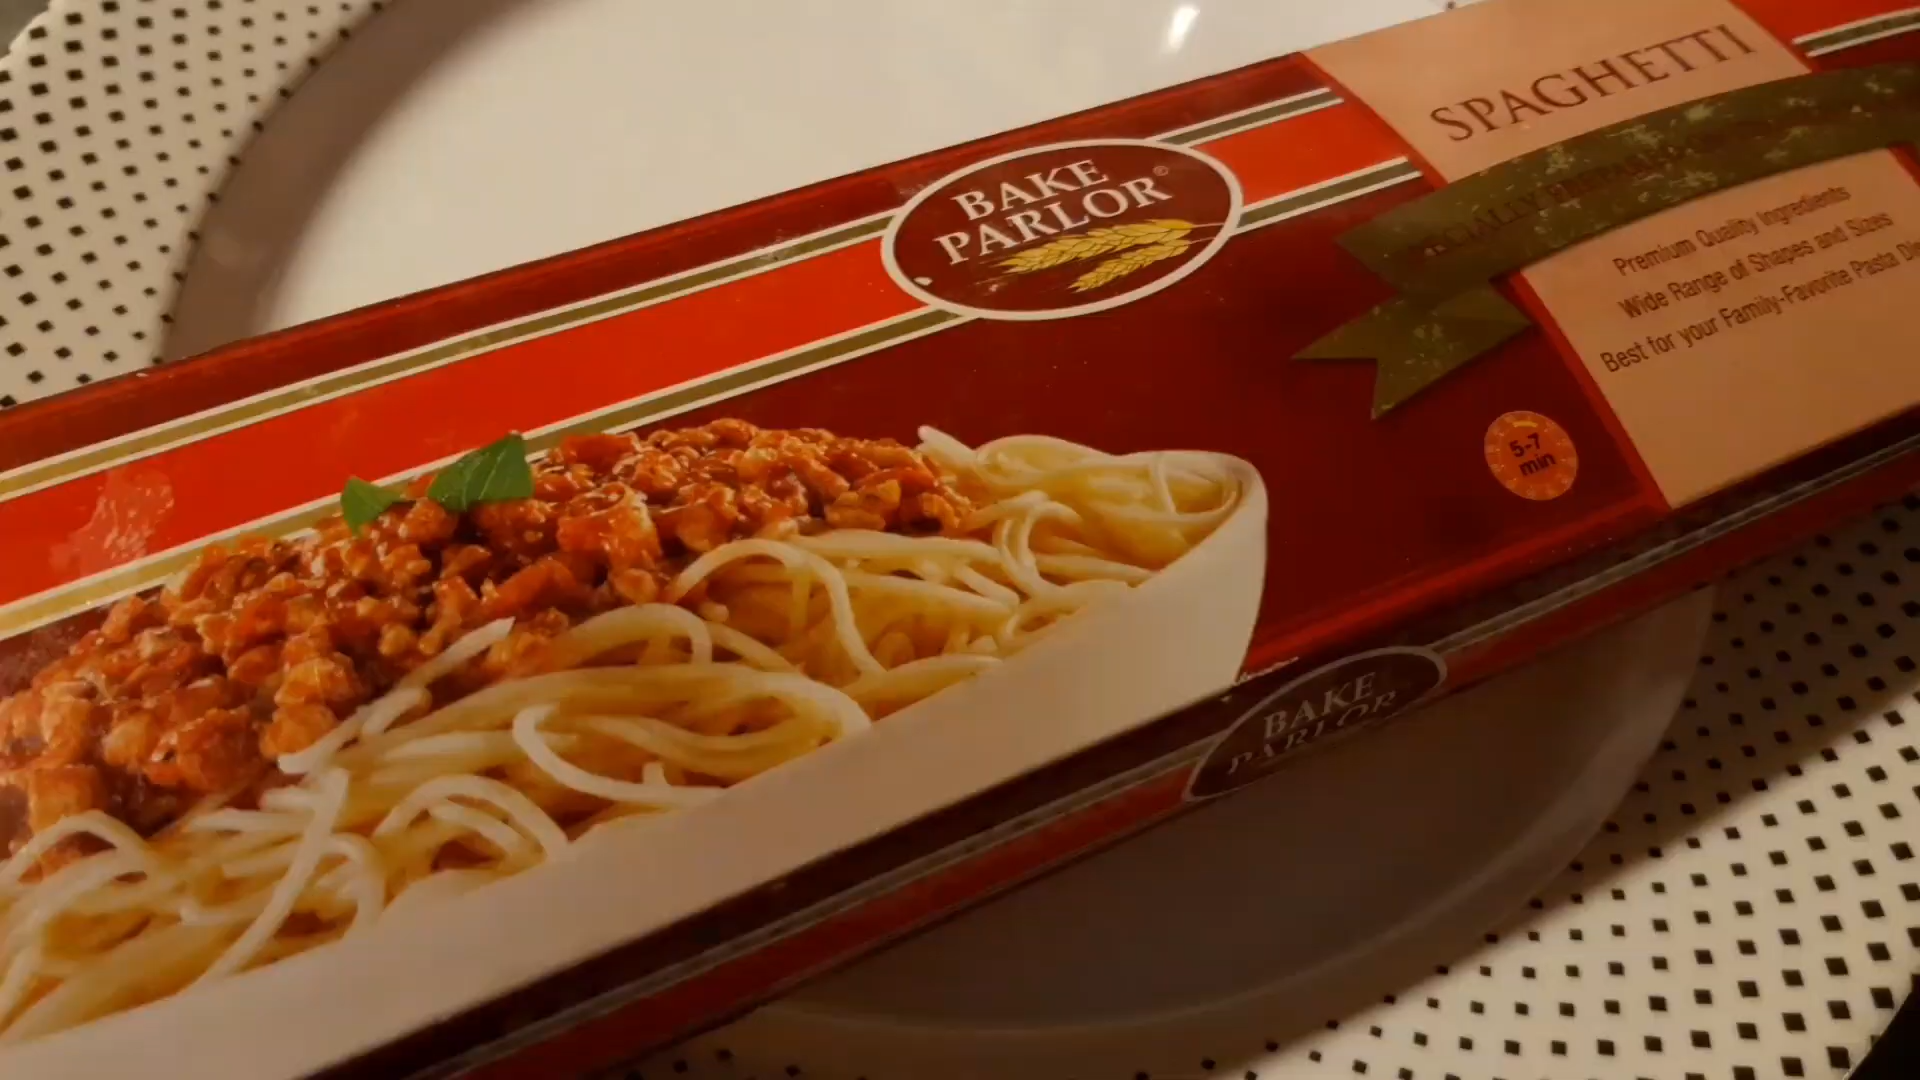 SPAGHETTI
BAKE
PARLOR®
Premium Quality Ingredients
Wide Range of Shapes and Sizes
Best for your Family-Favorite Pasta
5-7
min
BAKE
PARLOR